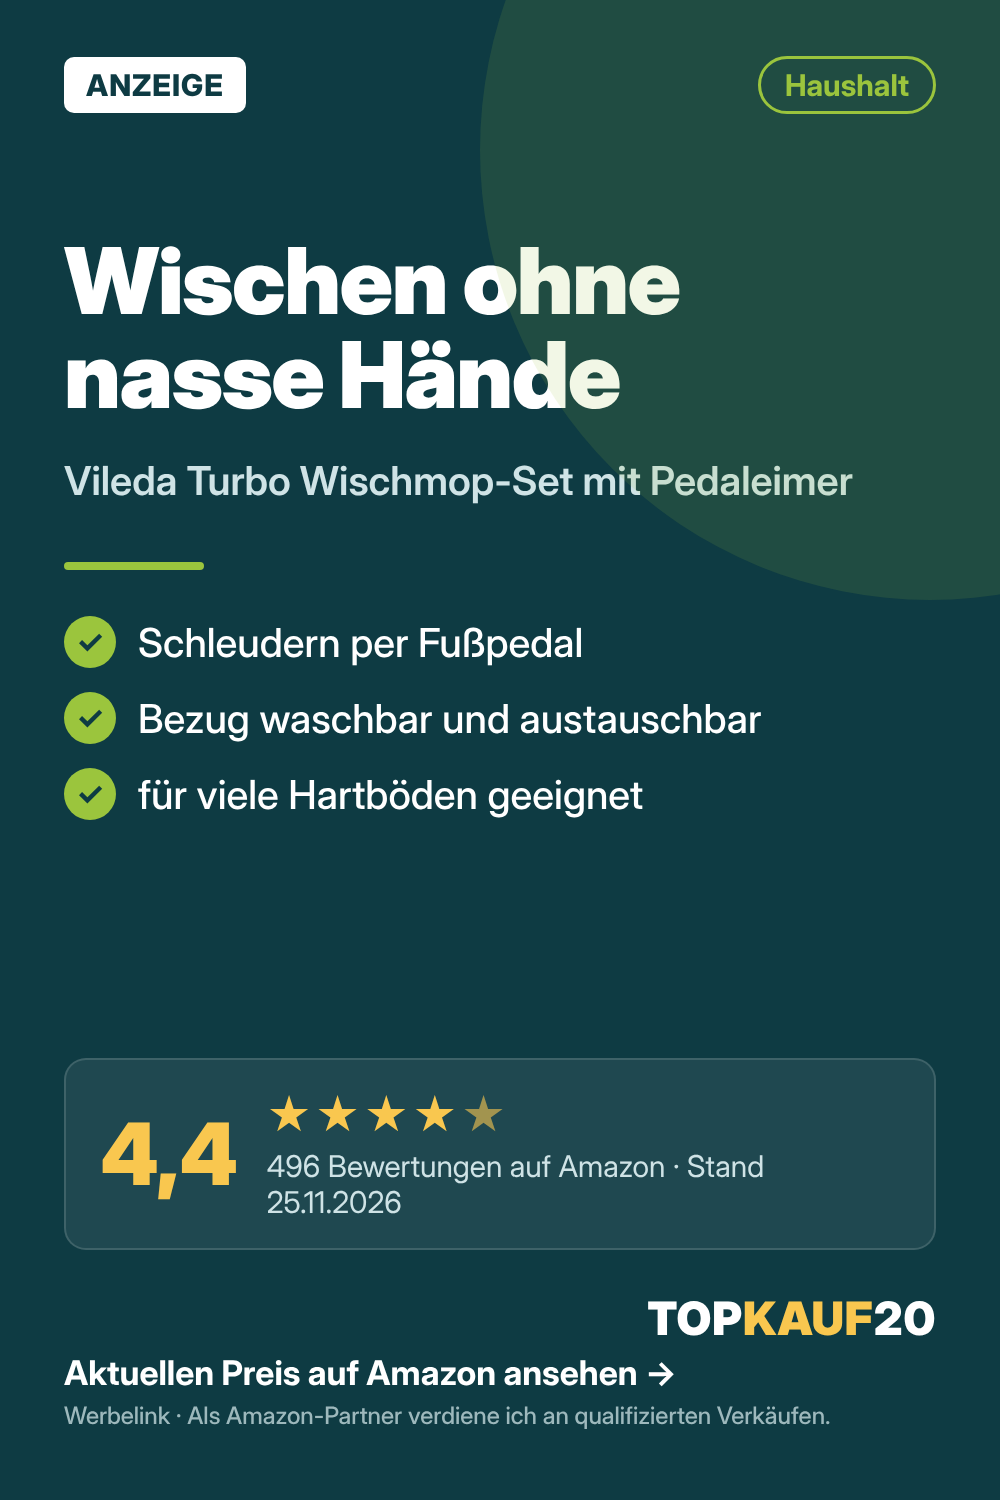 ANZEIGE
Haushalt
Wischen ohne
nasse Hände
Vileda Turbo Wischmop-Set mit Pedaleimer
Schleudern per Fußpedal
Bezug waschbar und austauschbar
für viele Hartböden geeignet
4,4
496 Bewertungen auf Amazon · Stand
25.11.2026
TOPKAUF20
Aktuellen Preis auf Amazon ansehen →
Werbelink · Als Amazon-Partner verdiene ich an qualifizierten Verkäufen.